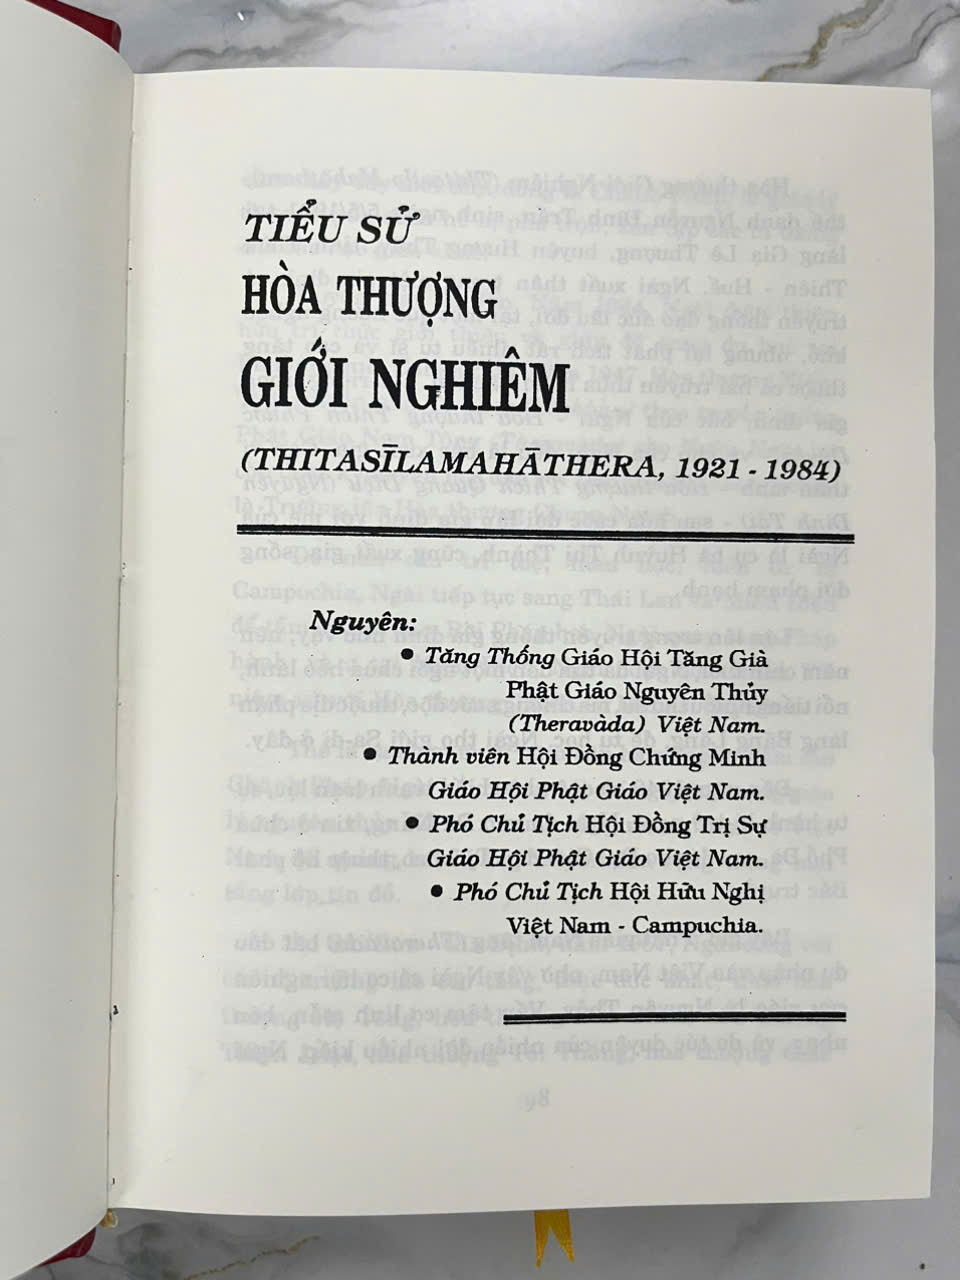 TIỂU SỬ
HÒA THƯỢNG
GIỚI NGHIÊM
(THITASĪLAMAHĀTHERA, 1921 - 1984)
Nguyên:
● Tăng Thống Giáo Hội Tăng Già
Phật Giáo Nguyên Thủy
(Theravàda) Việt Nam.
● Thành viên Hội Đồng Chứng Minh
Giáo Hội Phật Giáo Việt Nam.
● Phó Chủ Tịch Hội Đồng Trị Sự
Giáo Hội Phật Giáo Việt Nam.
● Phó Chủ Tịch Hội Hữu Nghị
Việt Nam - Campuchia.